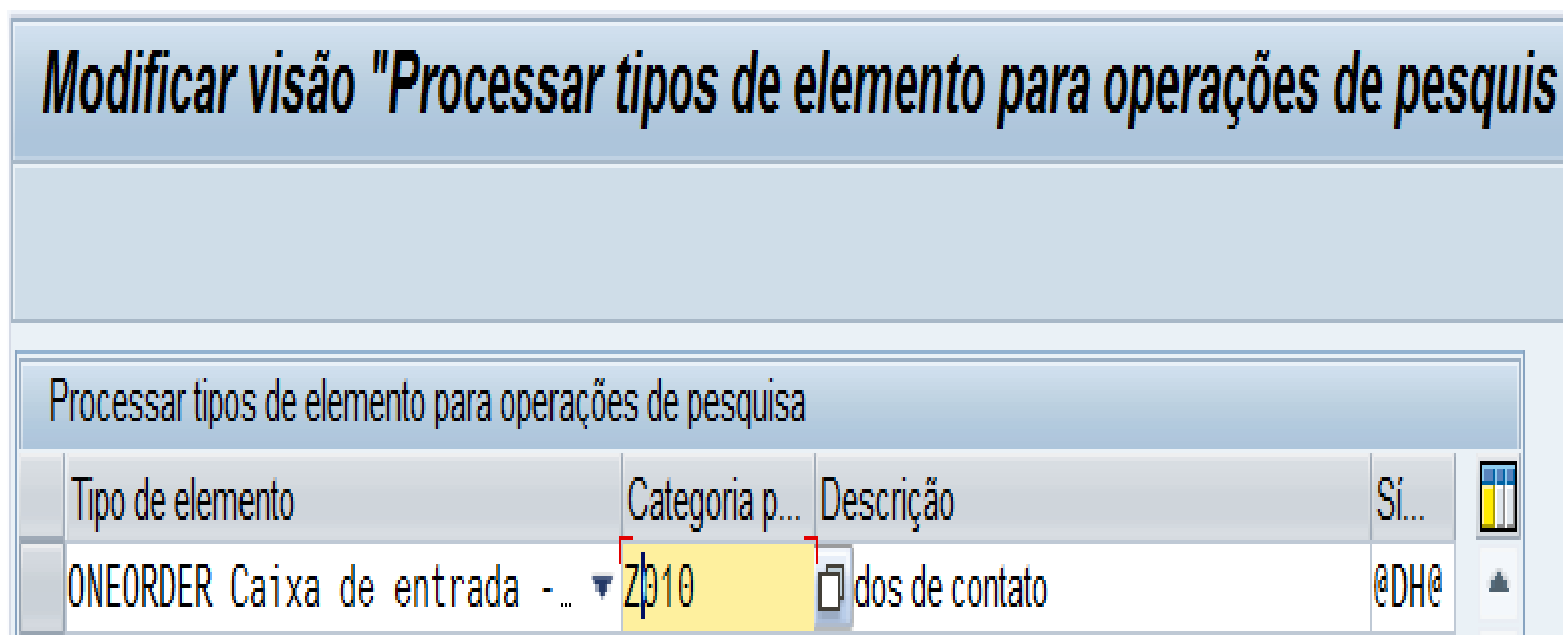 Modificar visão "Processar tipos de elemento para operações de pesquis
Processar tipos de elemento para operações de pesquisa
Tipo de elemento Categoria p... Descrição Sí...
ONEORDER Caixa de entrada -… Z010 dos de contato @DH@